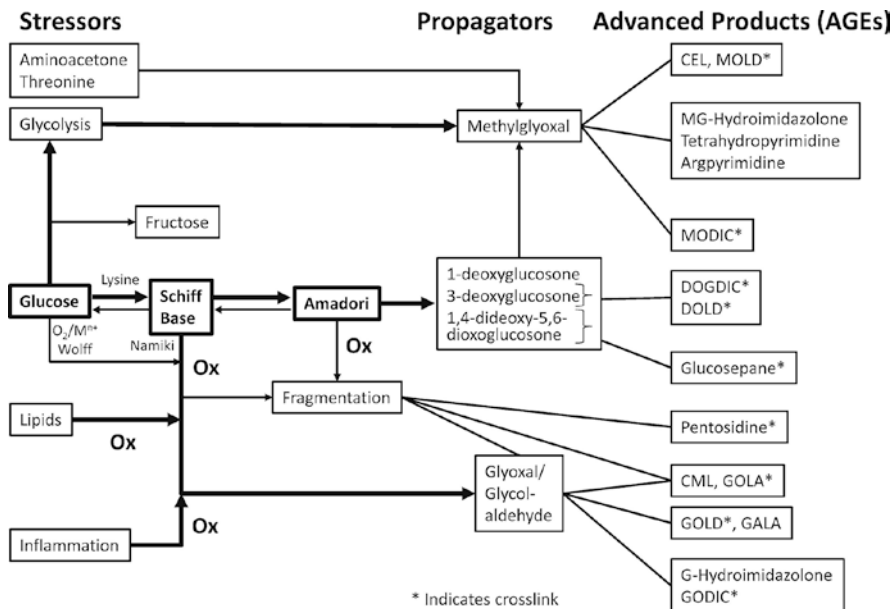 Stressors
Propagators
Advanced Products (AGEs)
Aminoacetone
Threonine
CEL, MOLD*
Glycolysis
Methylglyoxal
MG-Hydroimidazolone
Tetrahydropyrimidine
Argpyrimidine
Fructose
MODIC*
Lysine
Glucose
Schiff
Base
Amadori
1-deoxyglucosone
3-deoxyglucosone
1,4-dideoxy-5,6-
dioxoglucosone
DOGDIC*
DOLD*
O₂/Mⁿ⁺
Wolff
Namiki
Ox
Ox
Glucosepane*
Fragmentation
Lipids
Ox
Pentosidine*
Glyoxal/
Glycol-
aldehyde
CML, GOLA*
Ox
GOLD*, GALA
Inflammation
G-Hydroimidazolone
GODIC*
* Indicates crosslink